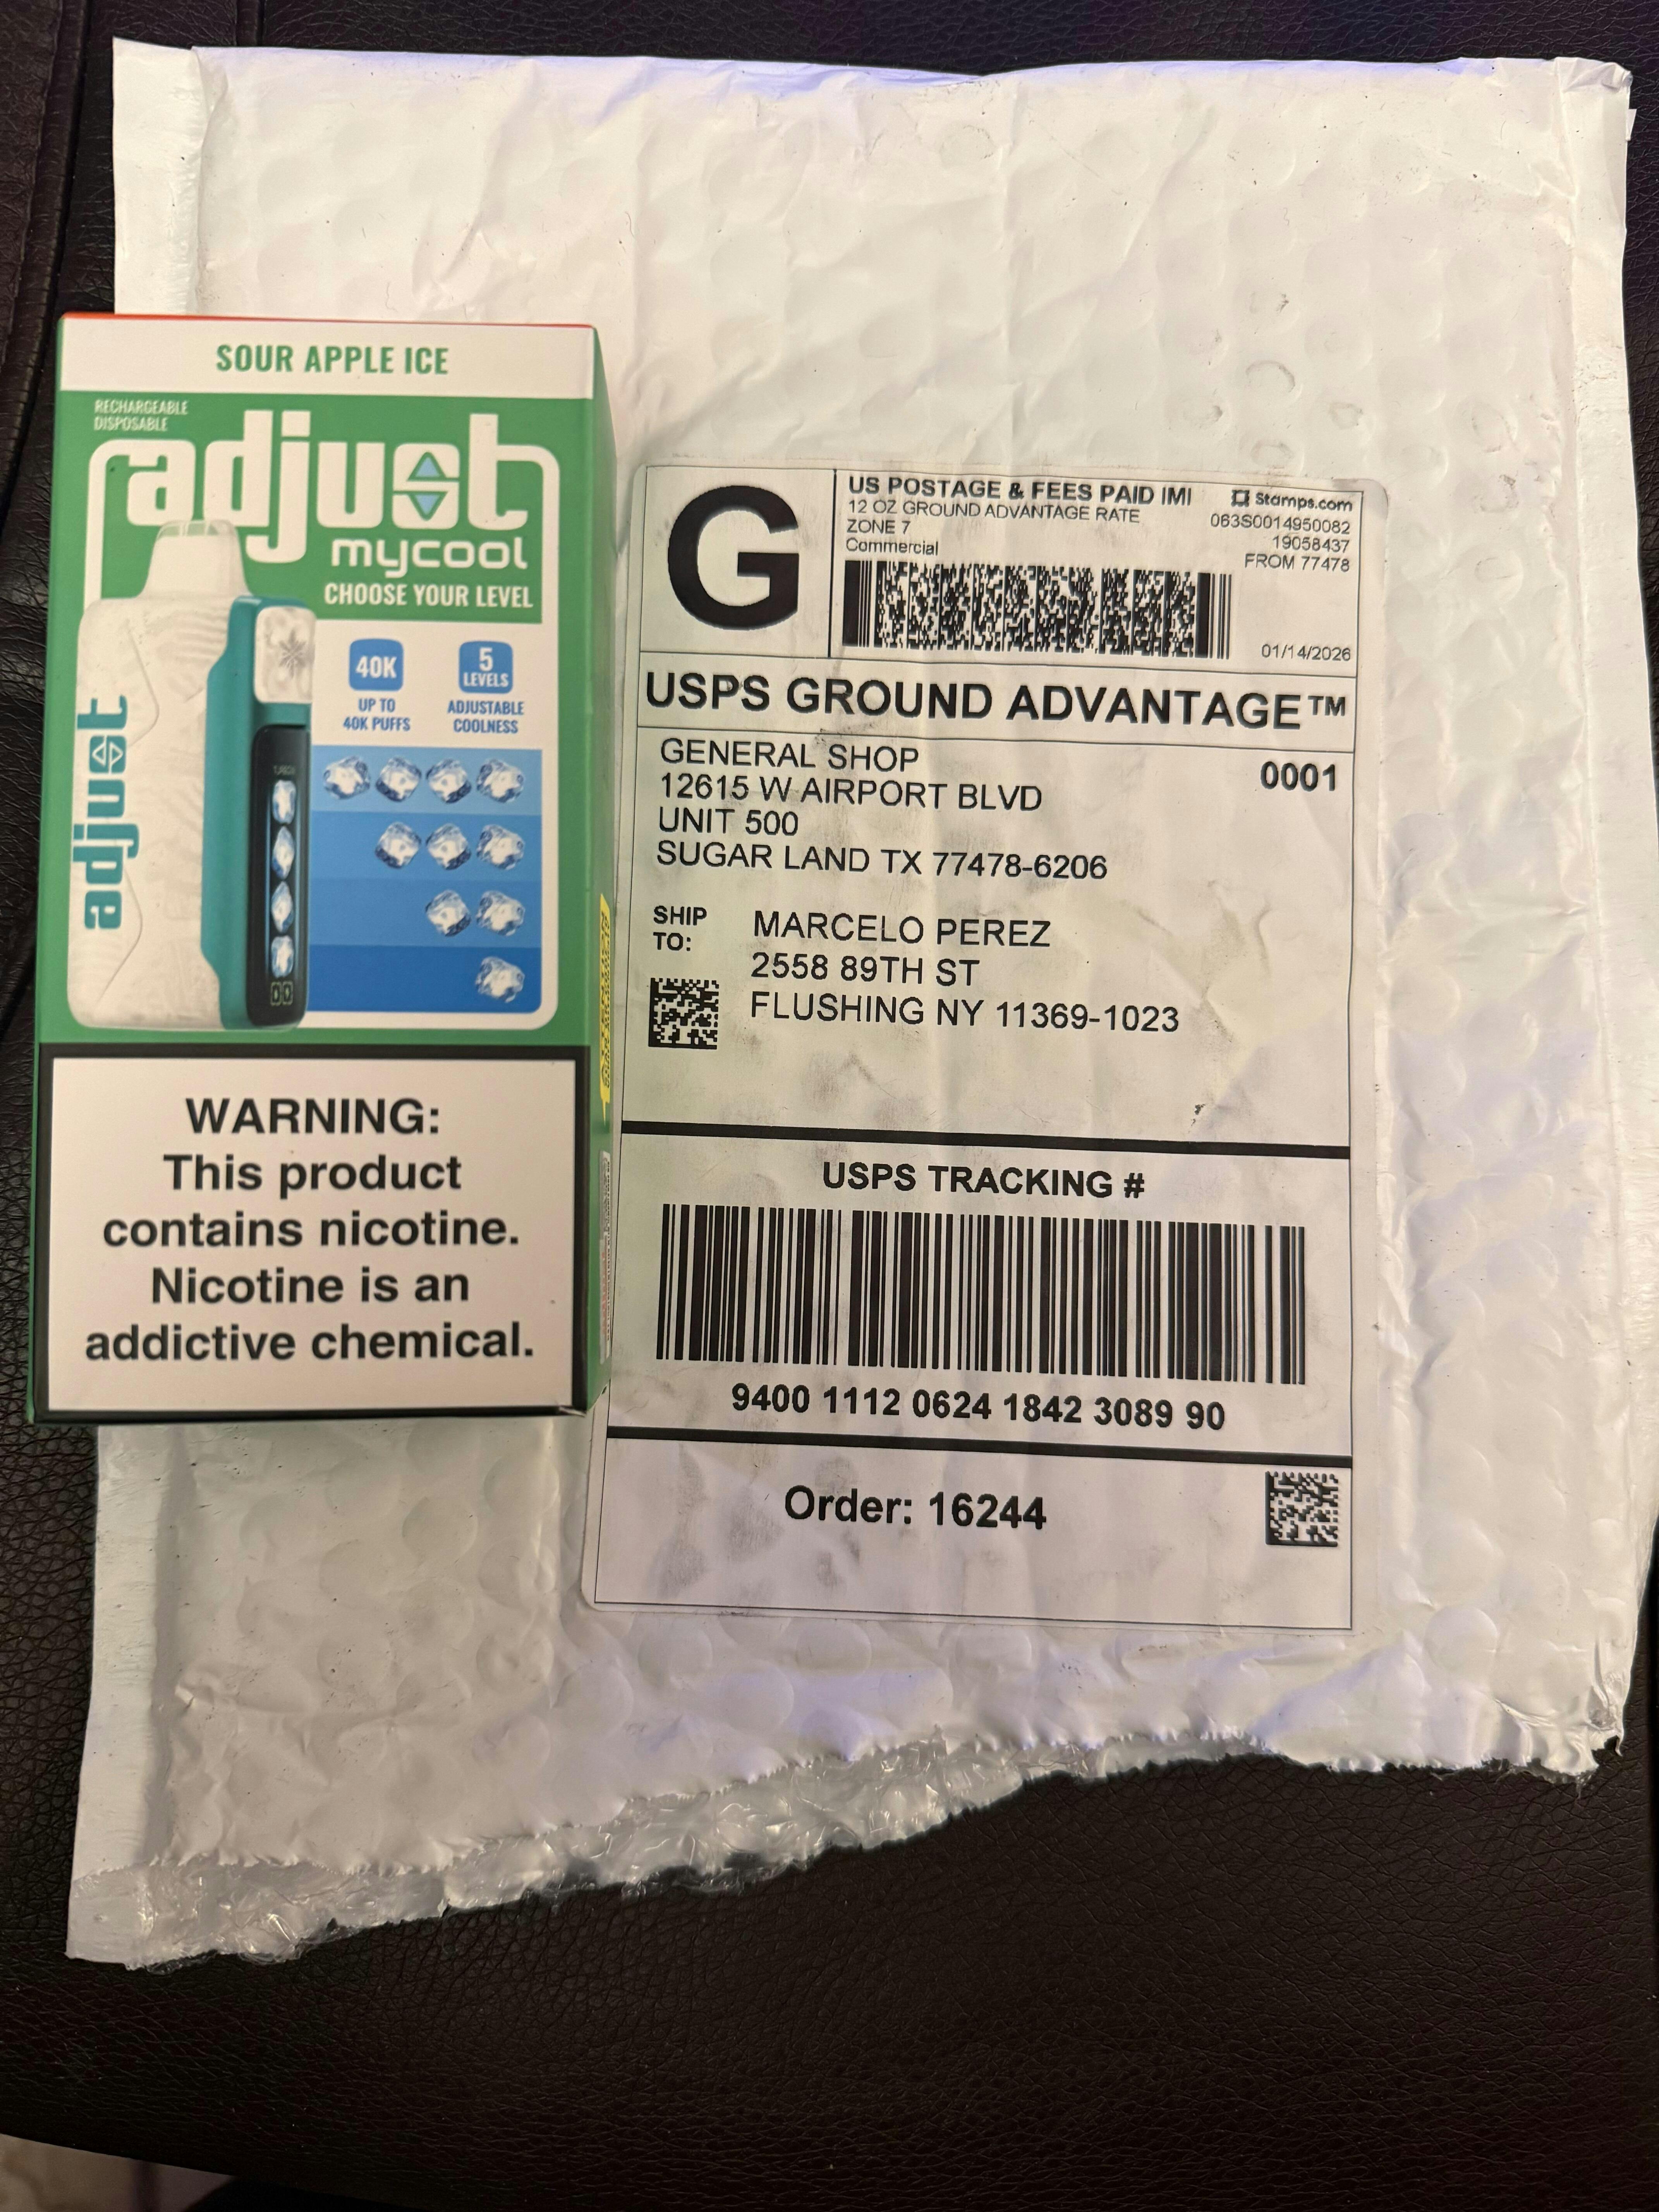 SOUR APPLE ICE
RECHARGEABLE
DISPOSABLE
adjust
mycool
CHOOSE YOUR LEVEL
40K
UP TO
40K PUFFS
5
LEVELS
ADJUSTABLE
COOLNESS
adjust
WARNING:
This product
contains nicotine.
Nicotine is an
addictive chemical.
G
US POSTAGE & FEES PAID IMI
12 OZ GROUND ADVANTAGE RATE
ZONE 7
Commercial
Stamps.com
063S0014950082
19058437
FROM 77478
01/14/2026
USPS GROUND ADVANTAGE™
GENERAL SHOP
12615 W AIRPORT BLVD
UNIT 500
SUGAR LAND TX 77478-6206
0001
SHIP
TO:
MARCELO PEREZ
2558 89TH ST
FLUSHING NY 11369-1023
USPS TRACKING #
9400 1112 0624 1842 3089 90
Order: 16244